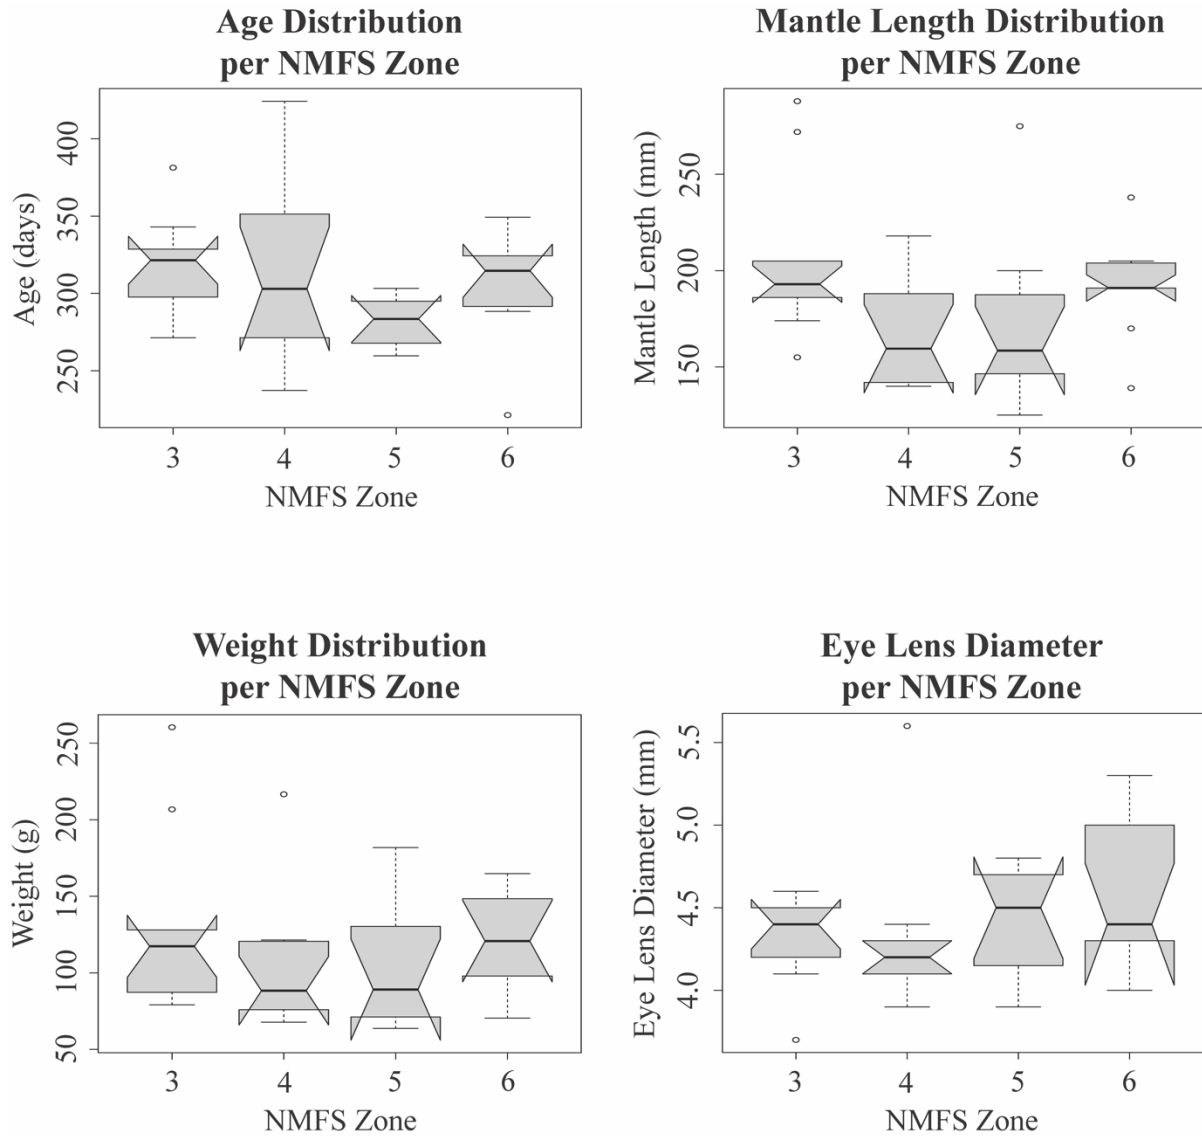 Age Distribution
per NMFS Zone
Age (days)
400
350
300
250
3 4 5 6
NMFS Zone
Mantle Length Distribution
per NMFS Zone
Mantle Length (mm)
250
200
150
3 4 5 6
NMFS Zone
Weight Distribution
per NMFS Zone
Weight (g)
250
200
150
100
50
3 4 5 6
NMFS Zone
Eye Lens Diameter
per NMFS Zone
Eye Lens Diameter (mm)
5.5
5.0
4.5
4.0
3 4 5 6
NMFS Zone